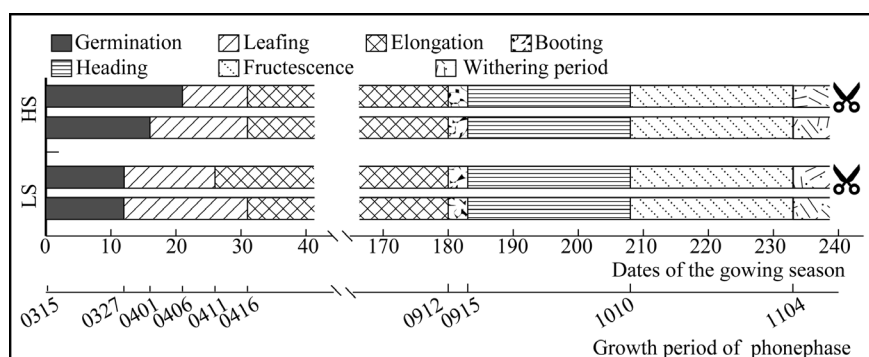 Germination Leafing Elongation Booting
Heading Fructescence Withering period
HS
LS
0 10 20 30 40 170 180 190 200 210 220 230 240
Dates of the gowing season
0315 0327 0401 0406 0411 0416 0912 0915 1010 1104
Growth period of phonephase